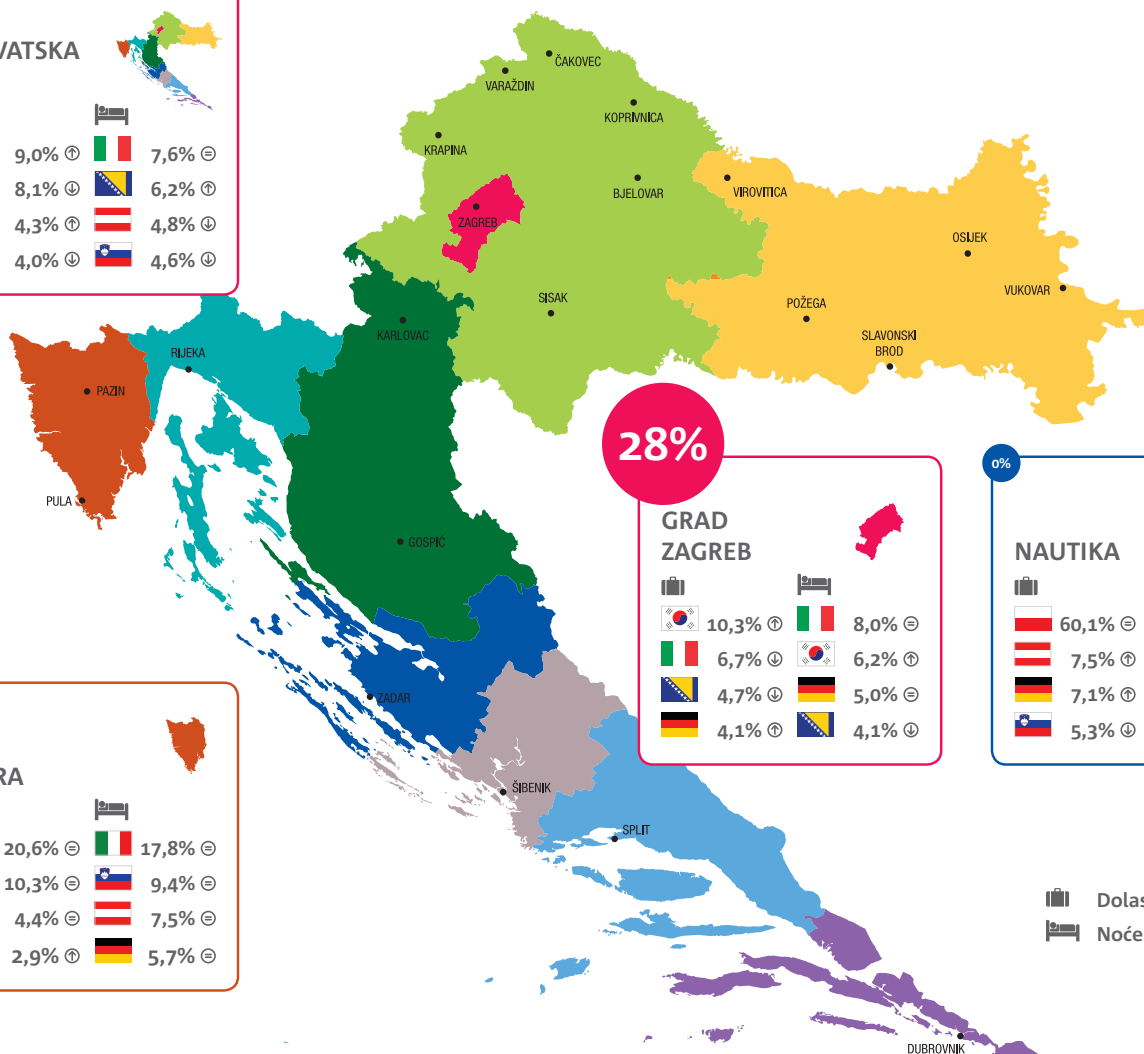 VATSKA
9,0% 7,6%
8,1% 6,2%
4,3% 4,8%
4,0% 4,6%
ČAKOVEC
VARAŽDIN
KOPRIVNICA
KRAPINA
BJELOVAR
VIROVITICA
ZAGREB
OSIJEK
VUKOVAR
SISAK
POŽEGA
KARLOVAC
SLAVONSKI
BROD
RIJEKA
PAZIN
PULA
GOSPIĆ
ZADAR
ŠIBENIK
SPLIT
DUBROVNIK
28%
GRAD
ZAGREB
10,3% 8,0%
6,7% 6,2%
4,7% 5,0%
4,1% 4,1%
0%
NAUTIKA
60,1%
7,5%
7,1%
5,3%
RA
20,6% 17,8%
10,3% 9,4%
4,4% 7,5%
2,9% 5,7%
Dolas
Noće